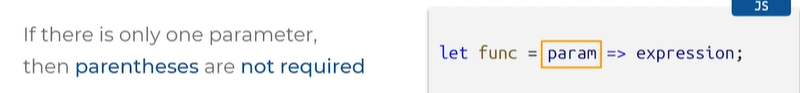 JS
If there is only one parameter,
then parentheses are not required
let func = param => expression;